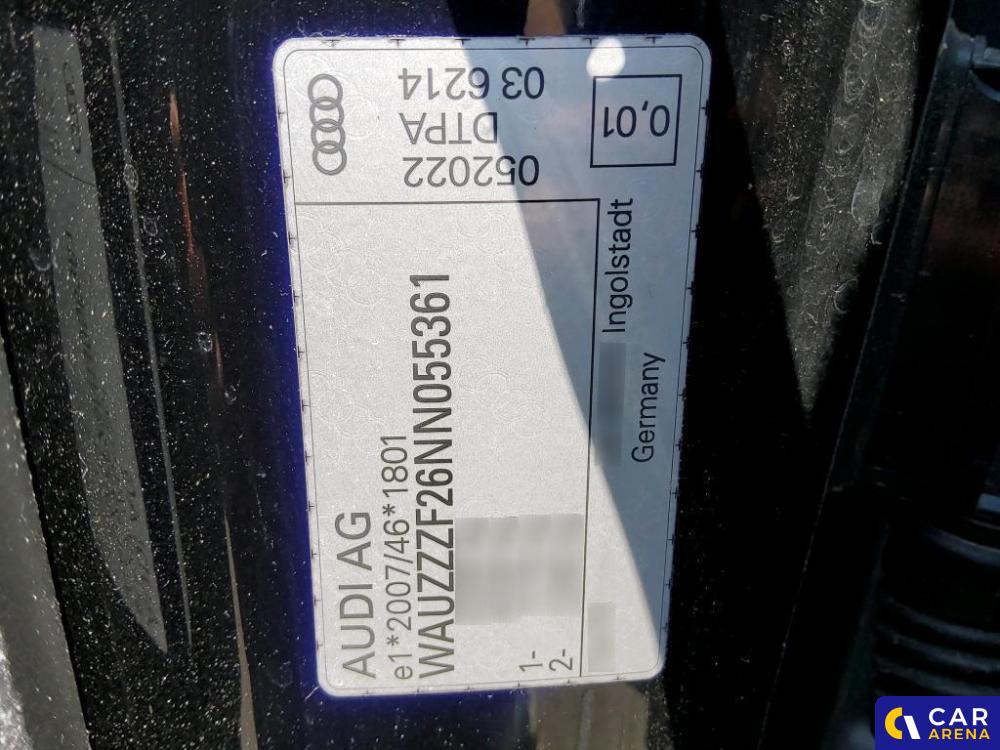 AUDI AG
e1*2007/46*1801
WAUZZZF26NN055361
1-
2-
Ingolstadt
Germany
052022
DTPA
03 6214
0,01
CAR
ARENA